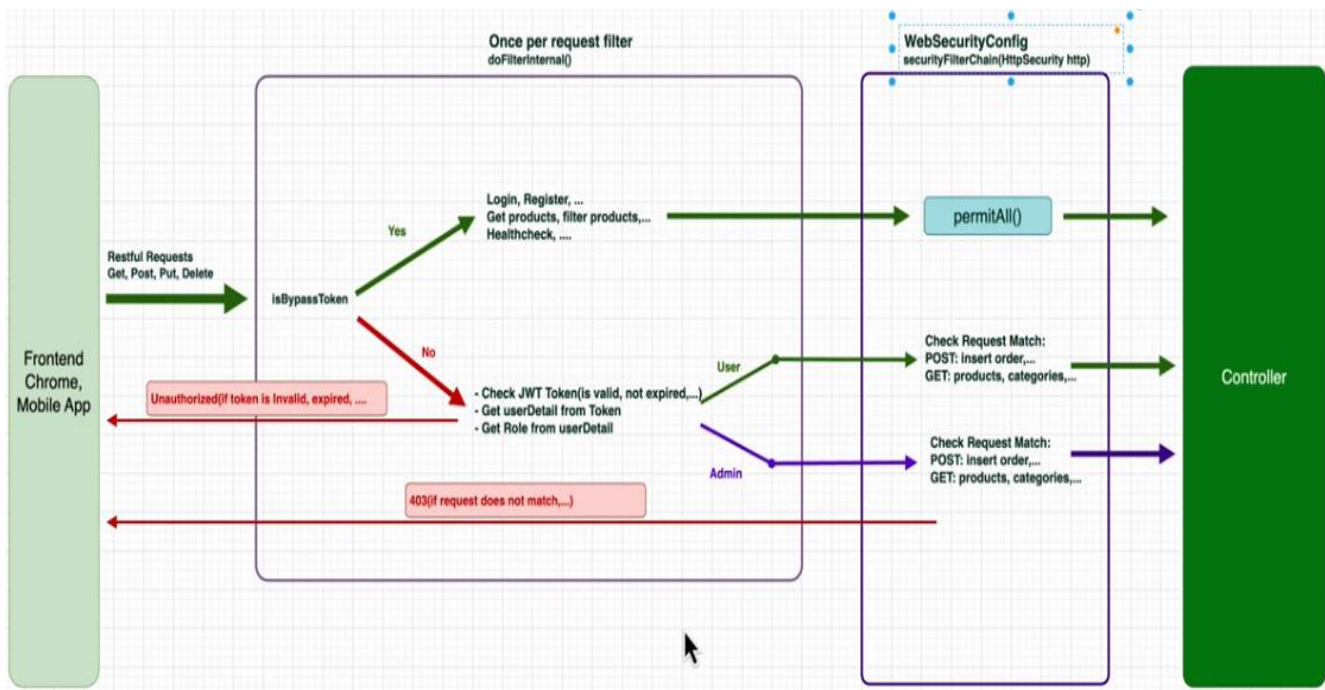 Once per request filter
doFilterInternal()
WebSecurityConfig
securityFilterChain(HttpSecurity http)
Login, Register, ...
Get products, filter products,...
Healthcheck, ....
permitAll()
Yes
Restful Requests
Get, Post, Put, Delete
isBypassToken
No
Frontend
Chrome,
Mobile App
Unauthorized(if token is Invalid, expired, ....
- Check JWT Token(is valid, not expired,...)
- Get userDetail from Token
- Get Role from userDetail
User
Admin
Check Request Match:
POST: insert order,...
GET: products, categories,...
Check Request Match:
POST: insert order,...
GET: products, categories,...
Controller
403(if request does not match,...)